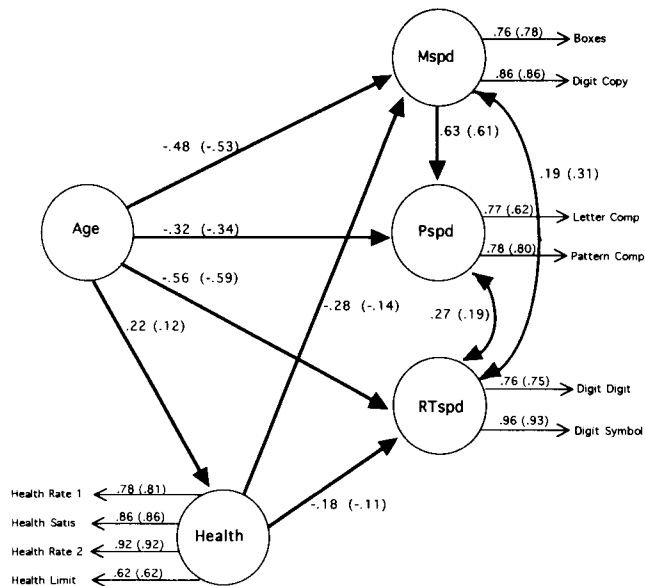 .76 (.78)
Boxes
Mspd
.86 (.86)
Digit Copy
-.48 (-.53)
.63 (.61)
.19 (.31)
Age
.77 (.62)
Letter Comp
-.32 (-.34)
Pspd
.78 (.80)
Pattern Comp
-.56 (-.59)
-.28 (-.14)
.27 (.19)
.22 (.12)
.76 (.75)
Digit Digit
RTspd
.96 (.93)
Digit Symbol
Health Rate 1
.78 (.81)
-.18 (-.11)
Health Satis
.86 (.86)
Health
Health Rate 2
.92 (.92)
Health Limit
.62 (.62)